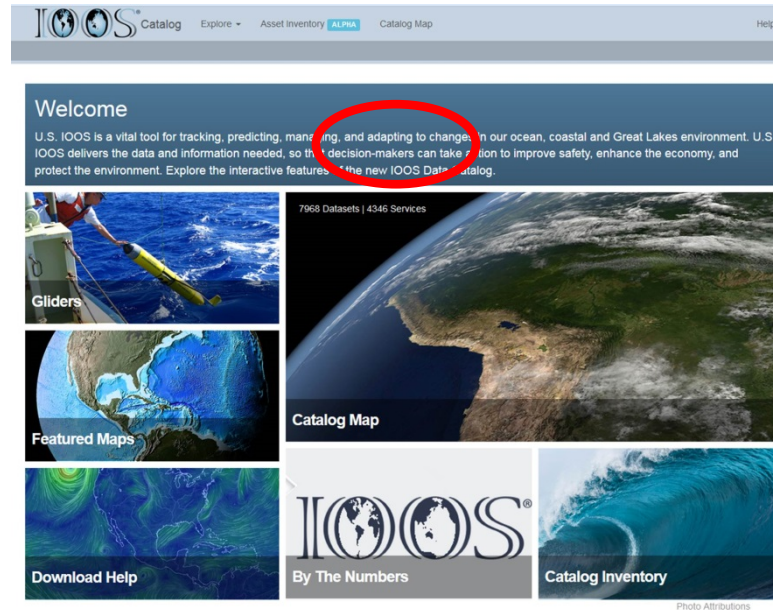 IOOS Catalog Explore Asset Inventory ALPHA Catalog Map Help
Welcome
U.S. IOOS is a vital tool for tracking, predicting, managing, and adapting to changes in our ocean, coastal and Great Lakes environment. U.S
IOOS delivers the data and information needed, so that decision-makers can take action to improve safety, enhance the economy, and
protect the environment. Explore the interactive features of the new IOOS Data Catalog.
7968 Datasets | 4346 Services
Gliders
Catalog Map
Featured Maps
IOOS®
Download Help
By The Numbers
Catalog Inventory
Photo Attributions